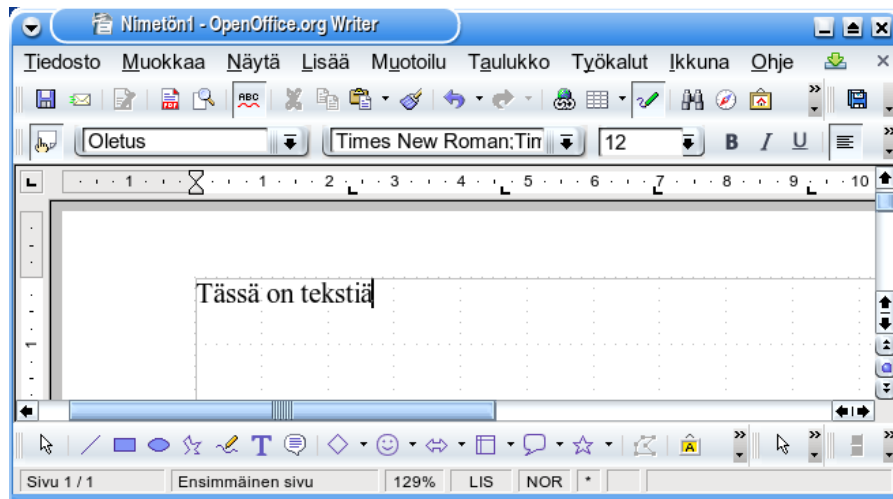 Nimetön1 - OpenOffice.org Writer
Tiedosto Muokkaa Näytä Lisää Muotoilu Taulukko Työkalut Ikkuna Ohje
ABC
Oletus Times New Roman;Tim 12 B I U
1 1 2 3 4 5 6 7 8 9 10
Tässä on tekstiä
1
T A
Sivu 1 / 1 Ensimmäinen sivu 129% LIS NOR *